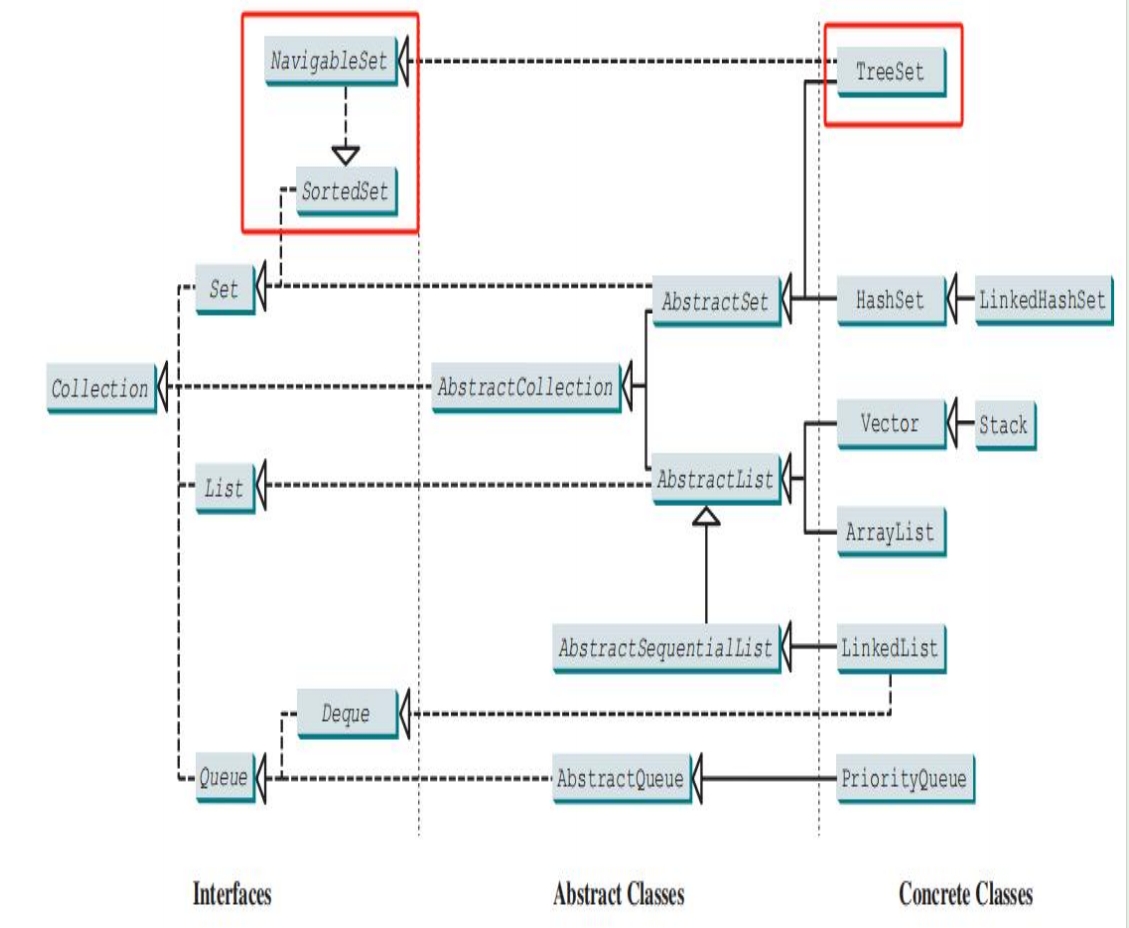 NavigableSet
TreeSet
SortedSet
Set
AbstractSet
HashSet
LinkedHashSet
Collection
AbstractCollection
Vector
Stack
List
AbstractList
ArrayList
AbstractSequentialList
LinkedList
Deque
Queue
AbstractQueue
PriorityQueue
Interfaces
Abstract Classes
Concrete Classes